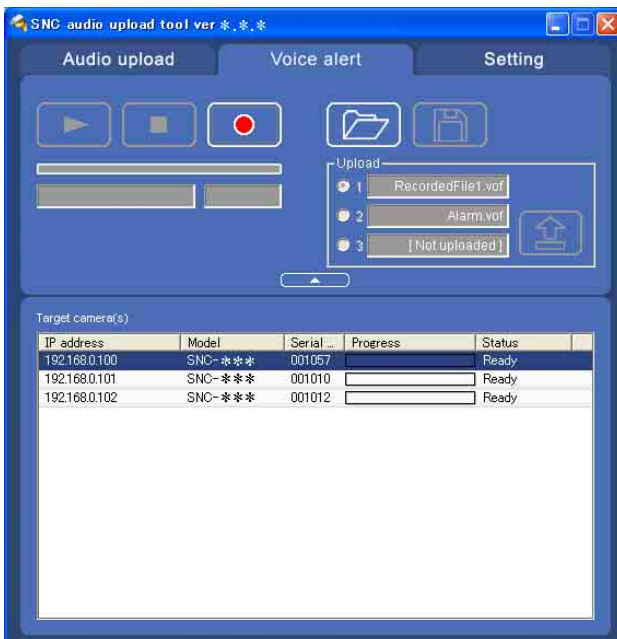 SNC audio upload tool ver *.*.*
Audio upload Voice alert Setting
Upload
1 RecordedFile1.vof
2 Alarm.vof
3 [Not uploaded]
Target camera(s)
IP address Model Serial ... Progress Status
192.168.0.100 SNC-*** 001057 Ready
192.168.0.101 SNC-*** 001010 Ready
192.168.0.102 SNC-*** 001012 Ready